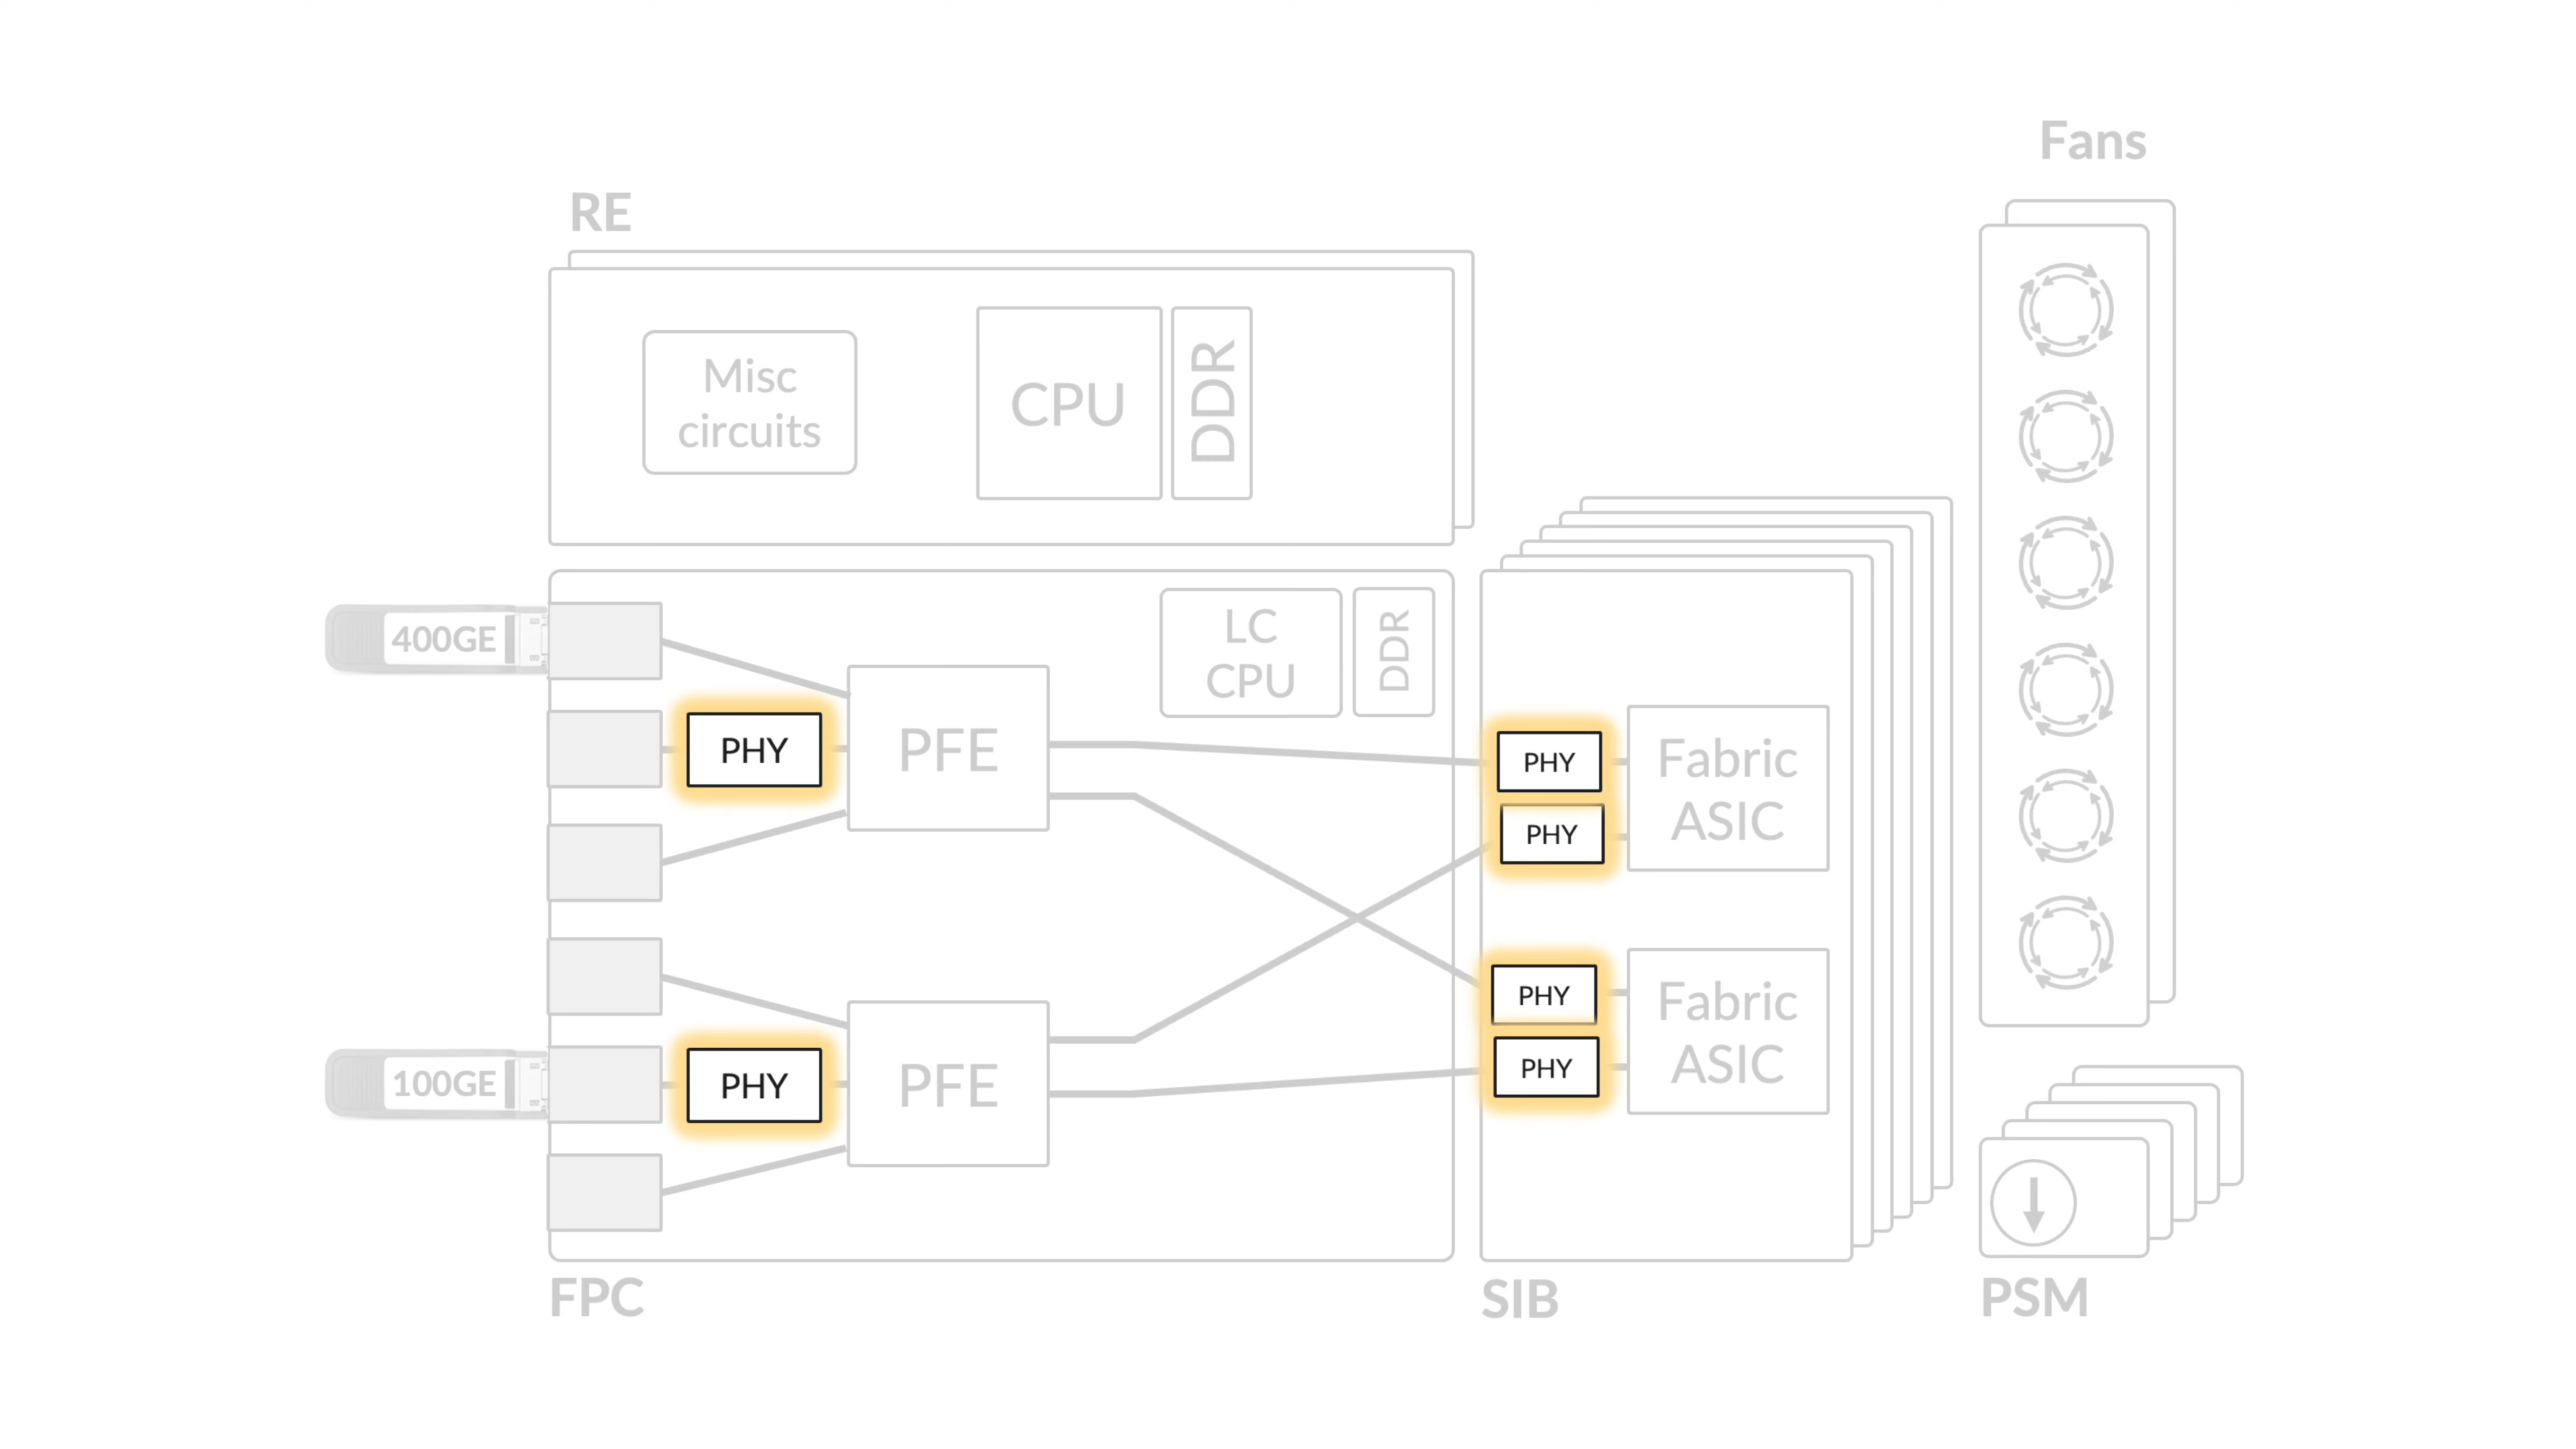 Fans
RE
Misc
circuits
CPU
DDR
400GE
LC
CPU
DDR
PHY
PFE
PHY
Fabric
ASIC
PHY
PHY
Fabric
ASIC
PHY
100GE
PHY
PFE
FPC
SIB
PSM